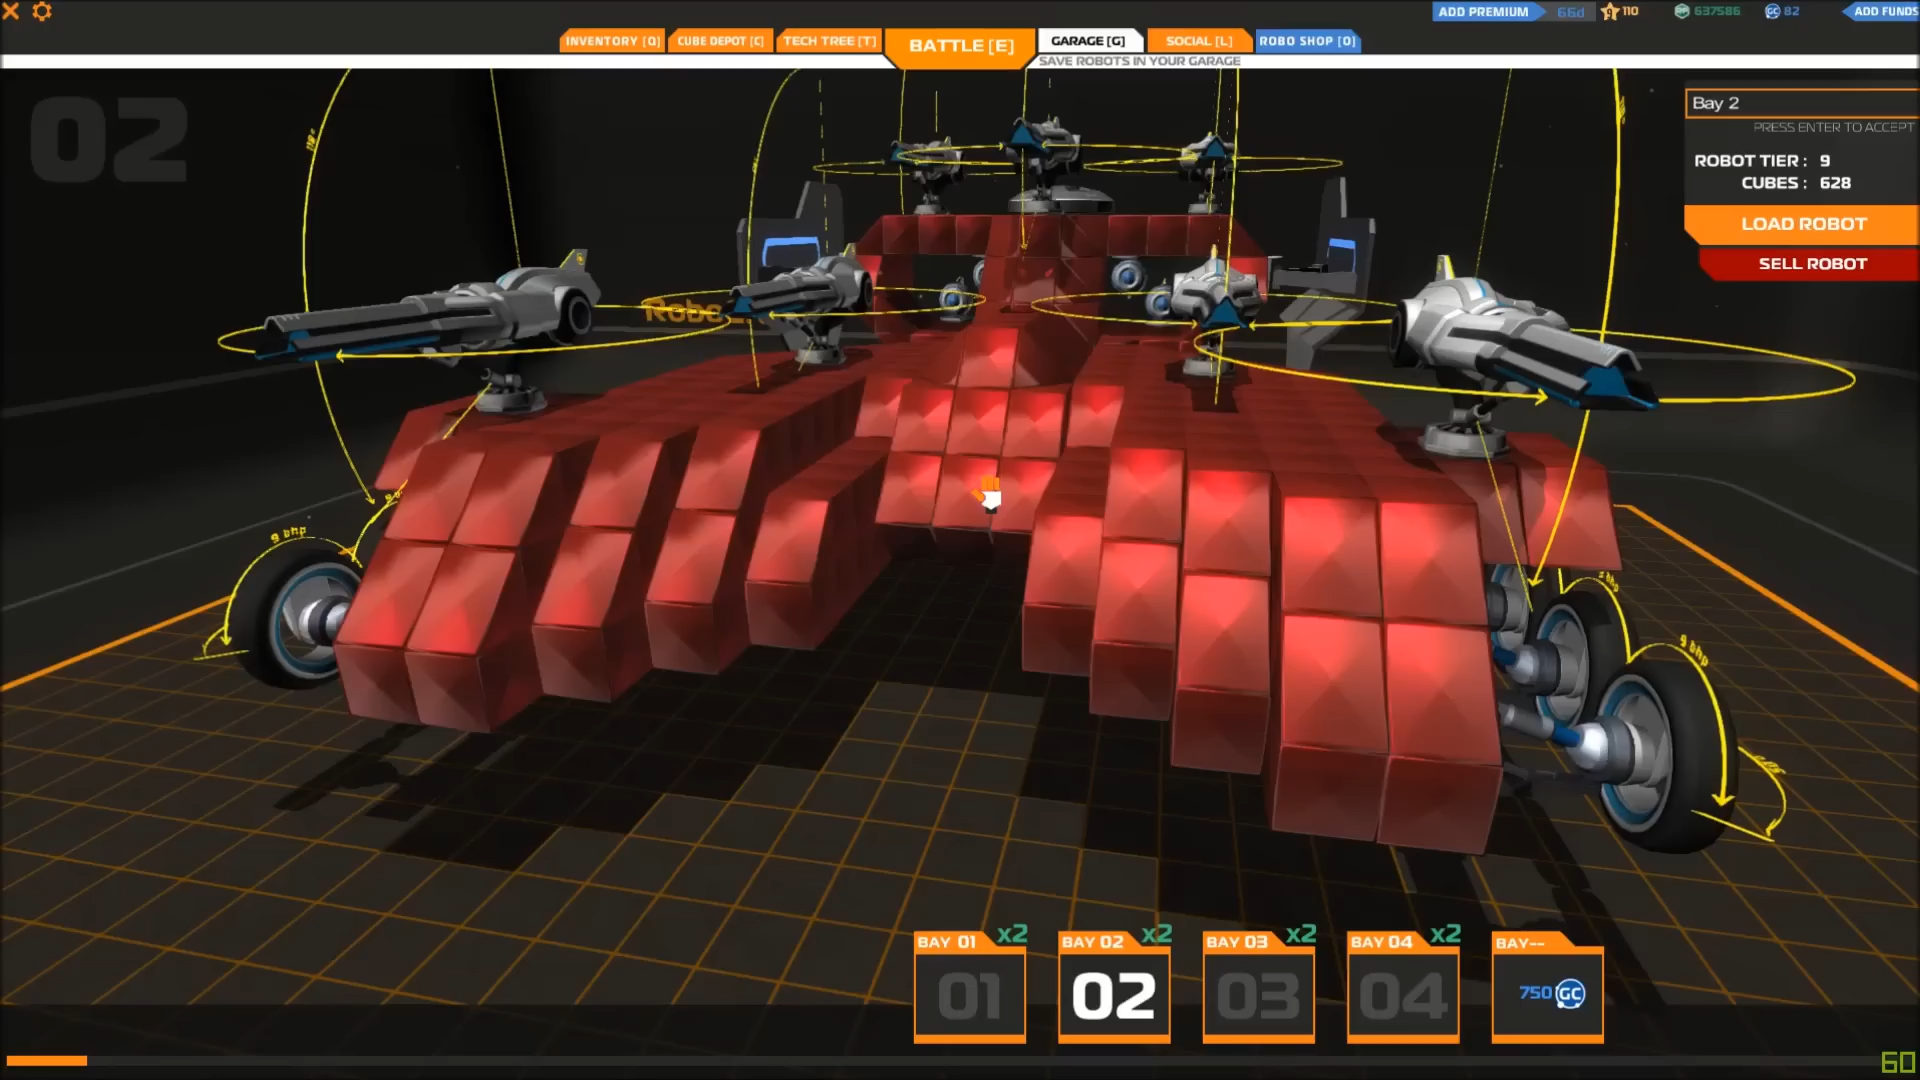 ADD PREMIUM 66d 110 637586 GC 82 ADD FUNDS
INVENTORY [Q] CUBE DEPOT [C] TECH TREE [T] BATTLE [E] GARAGE [G] SOCIAL [L] ROBO SHOP [O]
SAVE ROBOTS IN YOUR GARAGE
02
Bay 2
PRESS ENTER TO ACCEPT
ROBOT TIER : 9
CUBES : 628
LOAD ROBOT
SELL ROBOT
9 bhp
9 bhp
BAY 01 x2 BAY 02 x2 BAY 03 x2 BAY 04 x2 BAY--
01 02 03 04 750 GC
60